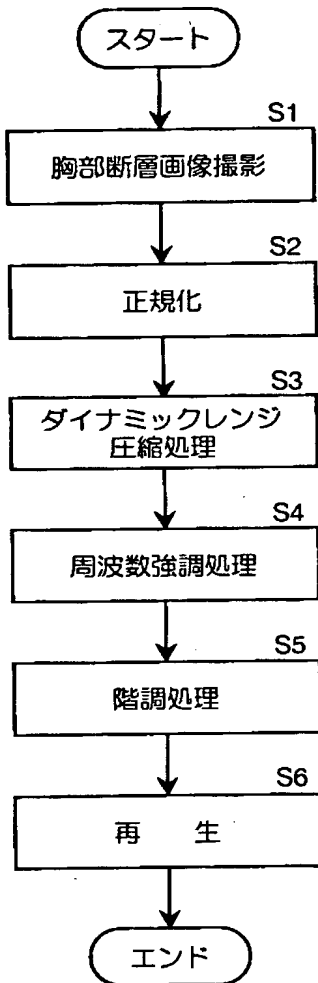 スタート
S1
胸部断層画像撮影
S2
正規化
S3
ダイナミックレンジ
圧縮処理
S4
周波数強調処理
S5
階調処理
S6
再 生
エンド